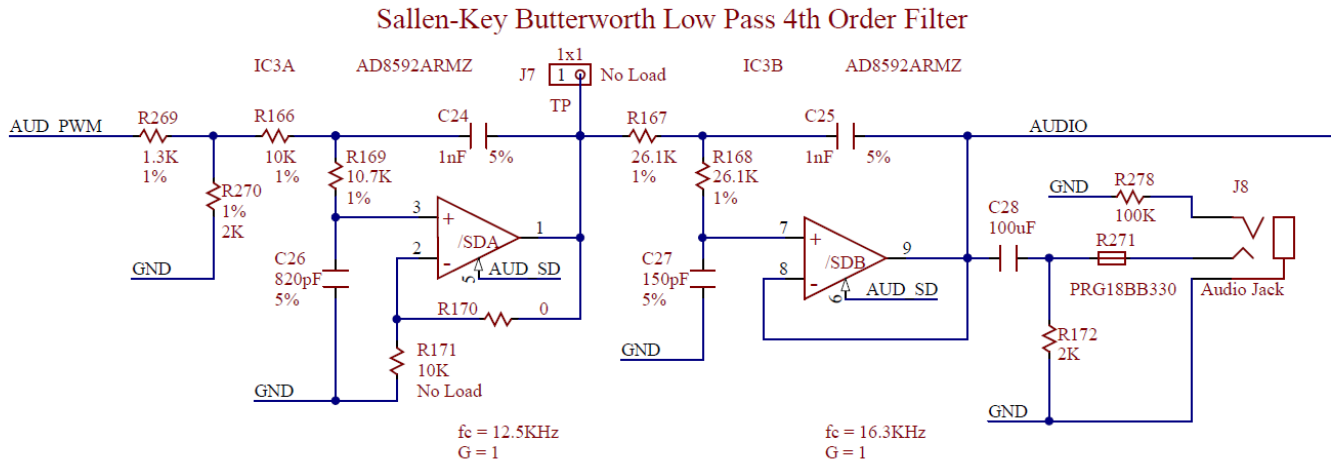 Sallen-Key Butterworth Low Pass 4th Order Filter
IC3A
AD8592ARMZ
1x1
J7
1
No Load
TP
IC3B
AD8592ARMZ
AUD_PWM
R269
1.3K
1%
R166
10K
1%
C24
1nF
5%
R167
26.1K
1%
C25
1nF
5%
AUDIO
R169
10.7K
1%
R168
26.1K
1%
R270
1%
2K
GND
3
+
2
-
/SDA
1
5
AUD_SD
C26
820pF
5%
R170
0
R171
10K
No Load
GND
7
+
8
-
/SDB
9
6
AUD_SD
C27
150pF
5%
GND
GND
R278
100K
J8
C28
100uF
R271
PRG18BB330
Audio Jack
R172
2K
GND
fc = 12.5KHz
G = 1
fc = 16.3KHz
G = 1